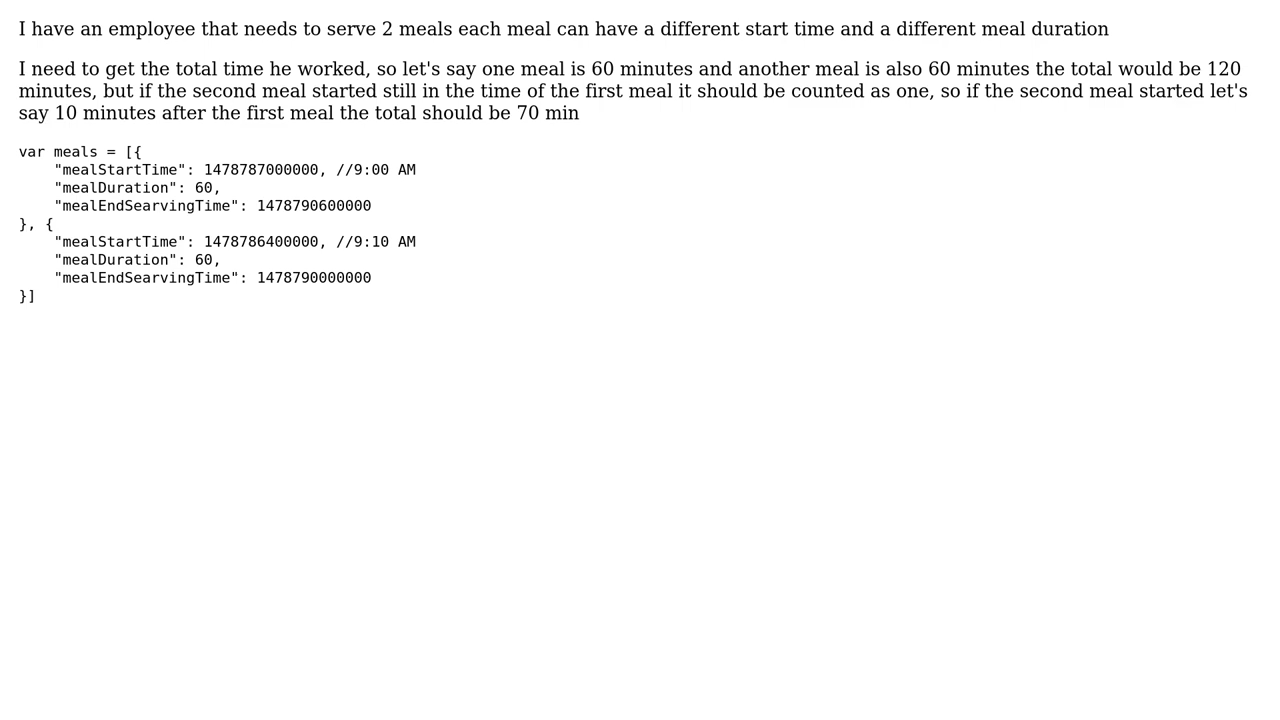 I have an employee that needs to serve 2 meals each meal can have a different start time and a different meal duration
I need to get the total time he worked, so let's say one meal is 60 minutes and another meal is also 60 minutes the total would be 120
minutes, but if the second meal started still in the time of the first meal it should be counted as one, so if the second meal started let's
say 10 minutes after the first meal the total should be 70 min
var meals = [{
    "mealStartTime": 1478787000000, //9:00 AM
    "mealDuration": 60,
    "mealEndSearvingTime": 1478790600000
}, {
    "mealStartTime": 1478786400000, //9:10 AM
    "mealDuration": 60,
    "mealEndSearvingTime": 1478790000000
}]